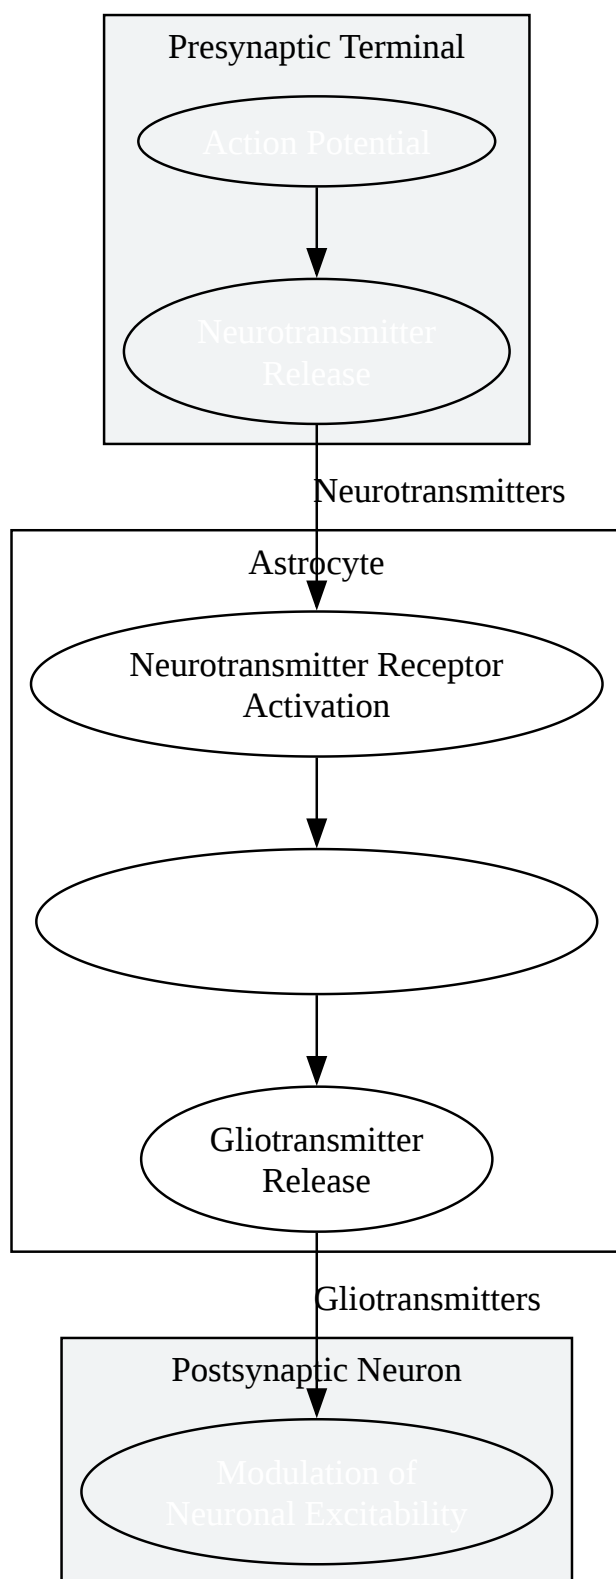 Presynaptic Terminal
Action Potential
Neurotransmitter
Release
Neurotransmitters
Astrocyte
Neurotransmitter Receptor
Activation
Gliotransmitter
Release
Gliotransmitters
Postsynaptic Neuron
Modulation of
Neuronal Excitability